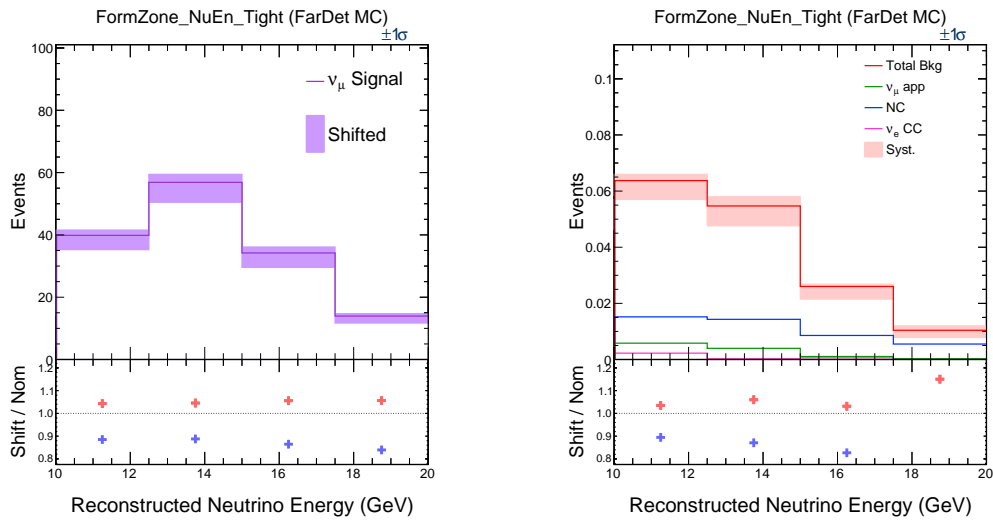 FormZone_NuEn_Tight (FarDet MC)
±1σ
100
80
60
40
20
0
Events
νμ Signal
Shifted
1.2
1.1
1.0
0.9
0.8
Shift / Nom
10 12 14 16 18 20
Reconstructed Neutrino Energy (GeV)
FormZone_NuEn_Tight (FarDet MC)
±1σ
0.1
0.08
0.06
0.04
0.02
0
Events
Total Bkg
νμ app
NC
νe CC
Syst.
1.2
1.1
1.0
0.9
0.8
Shift / Nom
10 12 14 16 18 20
Reconstructed Neutrino Energy (GeV)